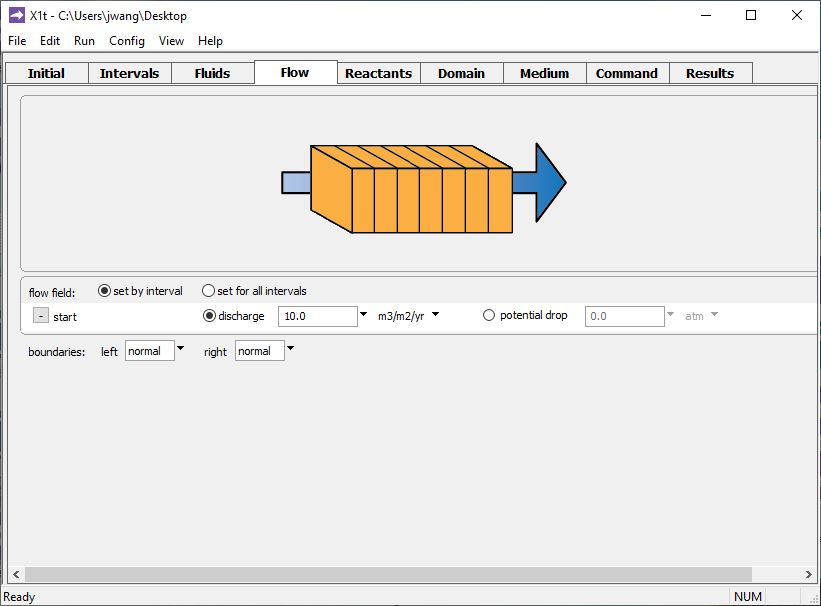 X1t - C:\Users\jwang\Desktop
File Edit Run Config View Help
Initial Intervals Fluids Flow Reactants Domain Medium Command Results
flow field: set by interval set for all intervals
- start discharge 10.0 m3/m2/yr potential drop 0.0 atm
boundaries: left normal right normal
Ready NUM